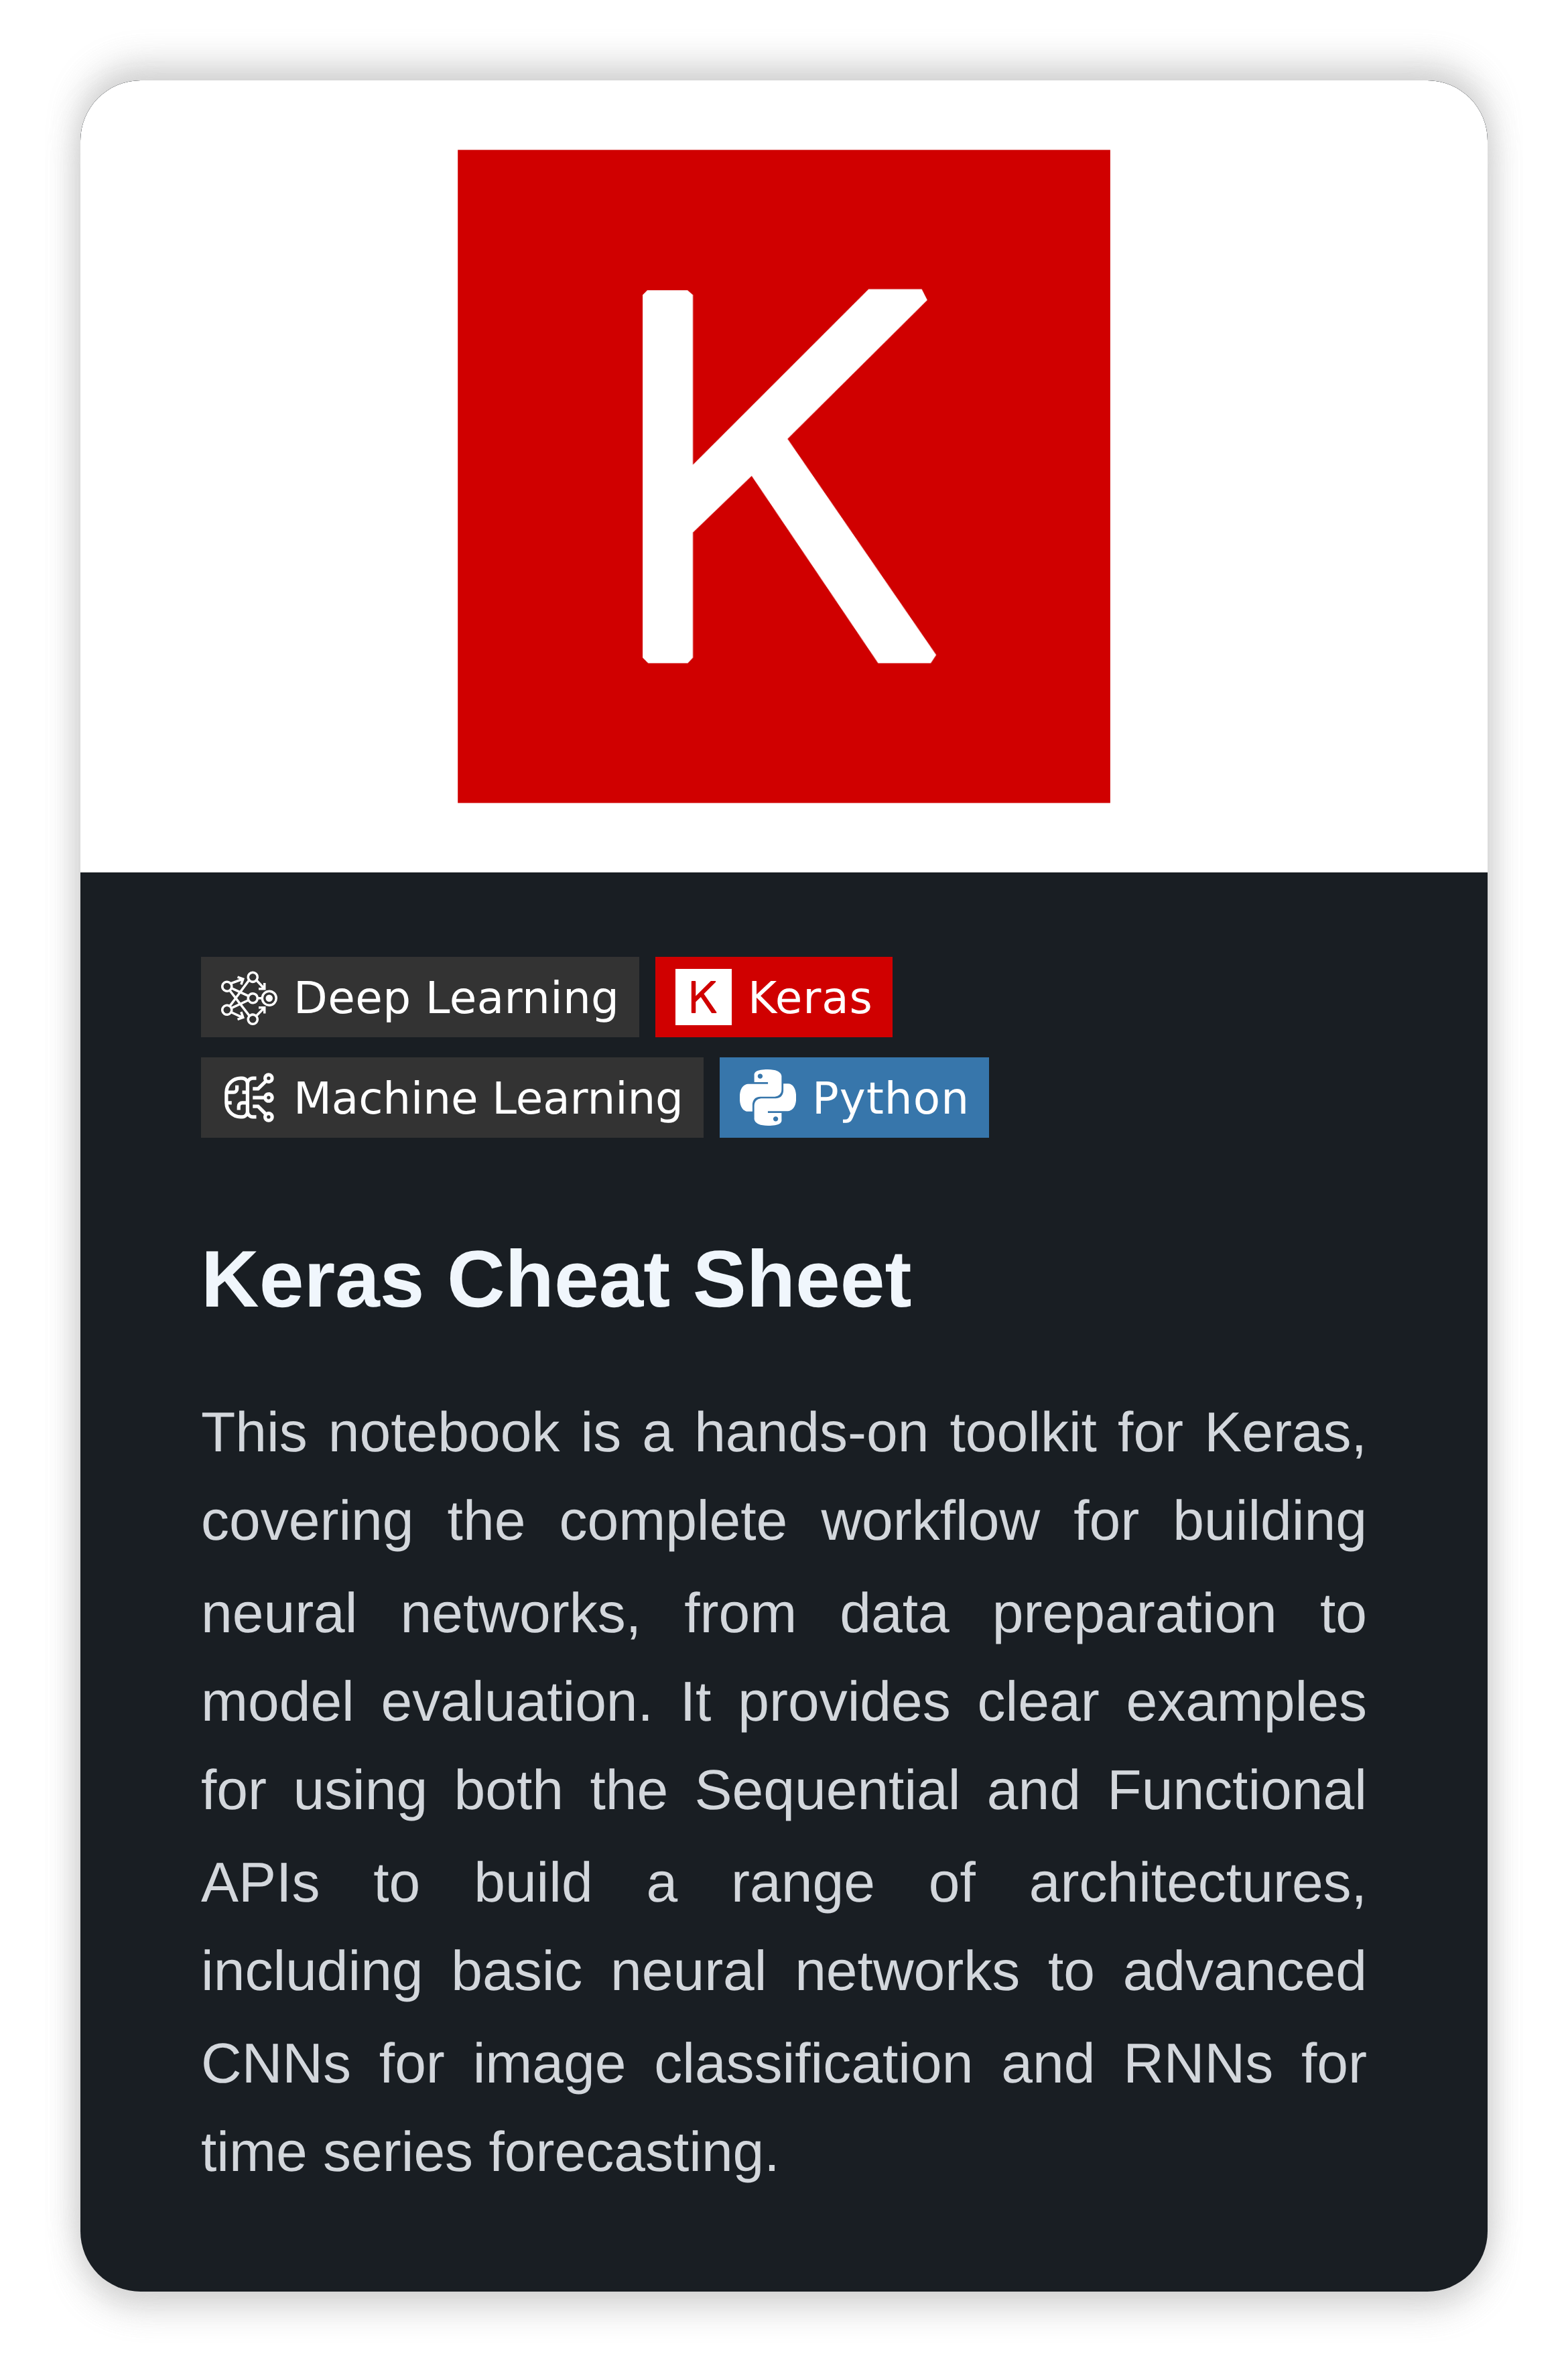 K
Deep Learning
K Keras
Machine Learning
Python
Keras Cheat Sheet
This notebook is a hands-on toolkit for Keras,
covering the complete workflow for building
neural networks, from data preparation to
model evaluation. It provides clear examples
for using both the Sequential and Functional
APIs to build a range of architectures,
including basic neural networks to advanced
CNNs for image classification and RNNs for
time series forecasting.